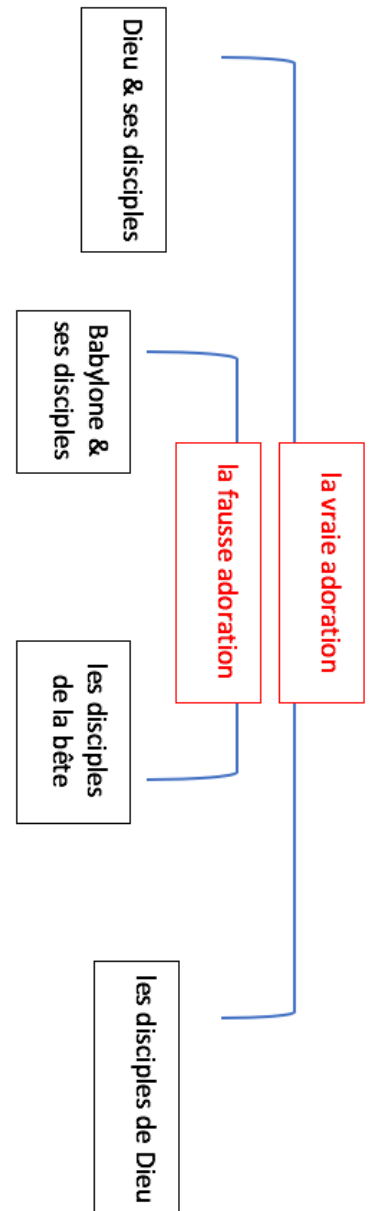 la vraie adoration
la fausse adoration
Dieu & ses disciples
Babylone &
ses disciples
les disciples
de la bête
les disciples de Dieu